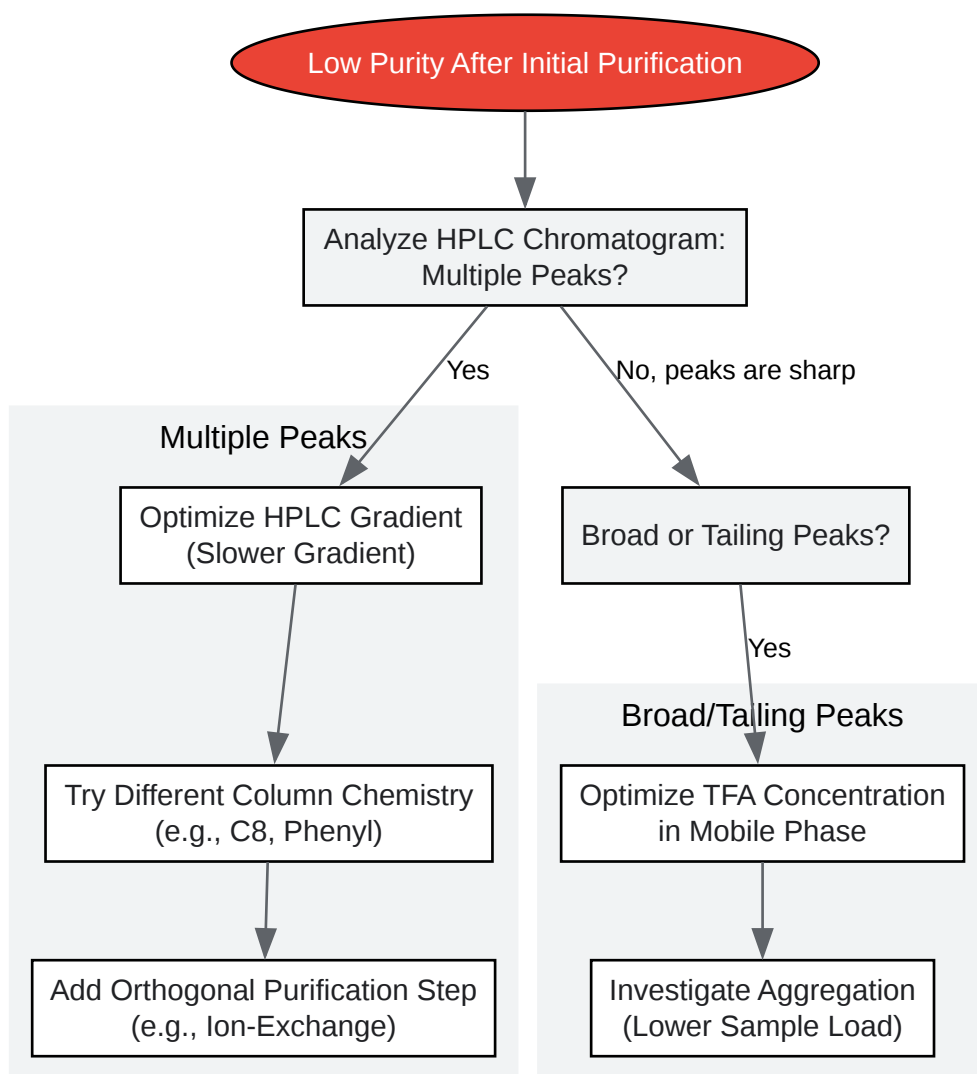 Low Purity After Initial Purification
Analyze HPLC Chromatogram:
Multiple Peaks?
Yes
No, peaks are sharp
Multiple Peaks
Optimize HPLC Gradient
(Slower Gradient)
Broad or Tailing Peaks?
Yes
Broad/Tailing Peaks
Try Different Column Chemistry
(e.g., C8, Phenyl)
Optimize TFA Concentration
in Mobile Phase
Add Orthogonal Purification Step
(e.g., Ion-Exchange)
Investigate Aggregation
(Lower Sample Load)